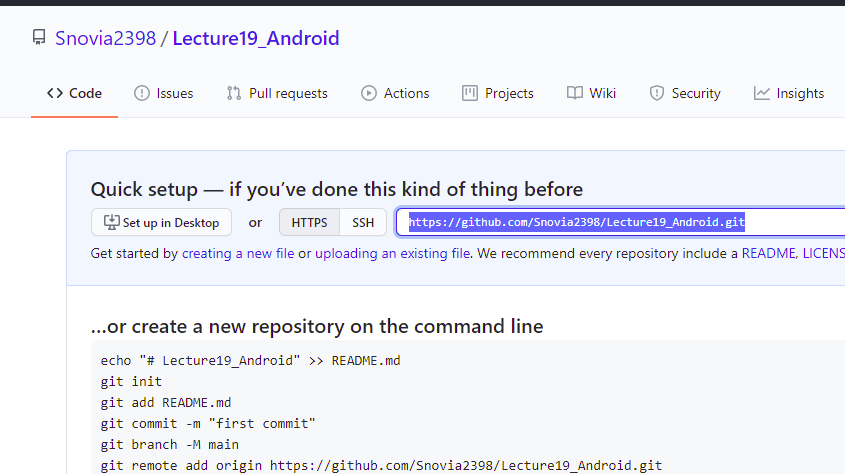 Snovia2398 / Lecture19_Android
Code Issues Pull requests Actions Projects Wiki Security Insights
Quick setup — if you’ve done this kind of thing before
Set up in Desktop or HTTPS SSH https://github.com/Snovia2398/Lecture19_Android.git
Get started by creating a new file or uploading an existing file. We recommend every repository include a README, LICENS
…or create a new repository on the command line
echo "# Lecture19_Android" >> README.md
git init
git add README.md
git commit -m "first commit"
git branch -M main
git remote add origin https://github.com/Snovia2398/Lecture19_Android.git